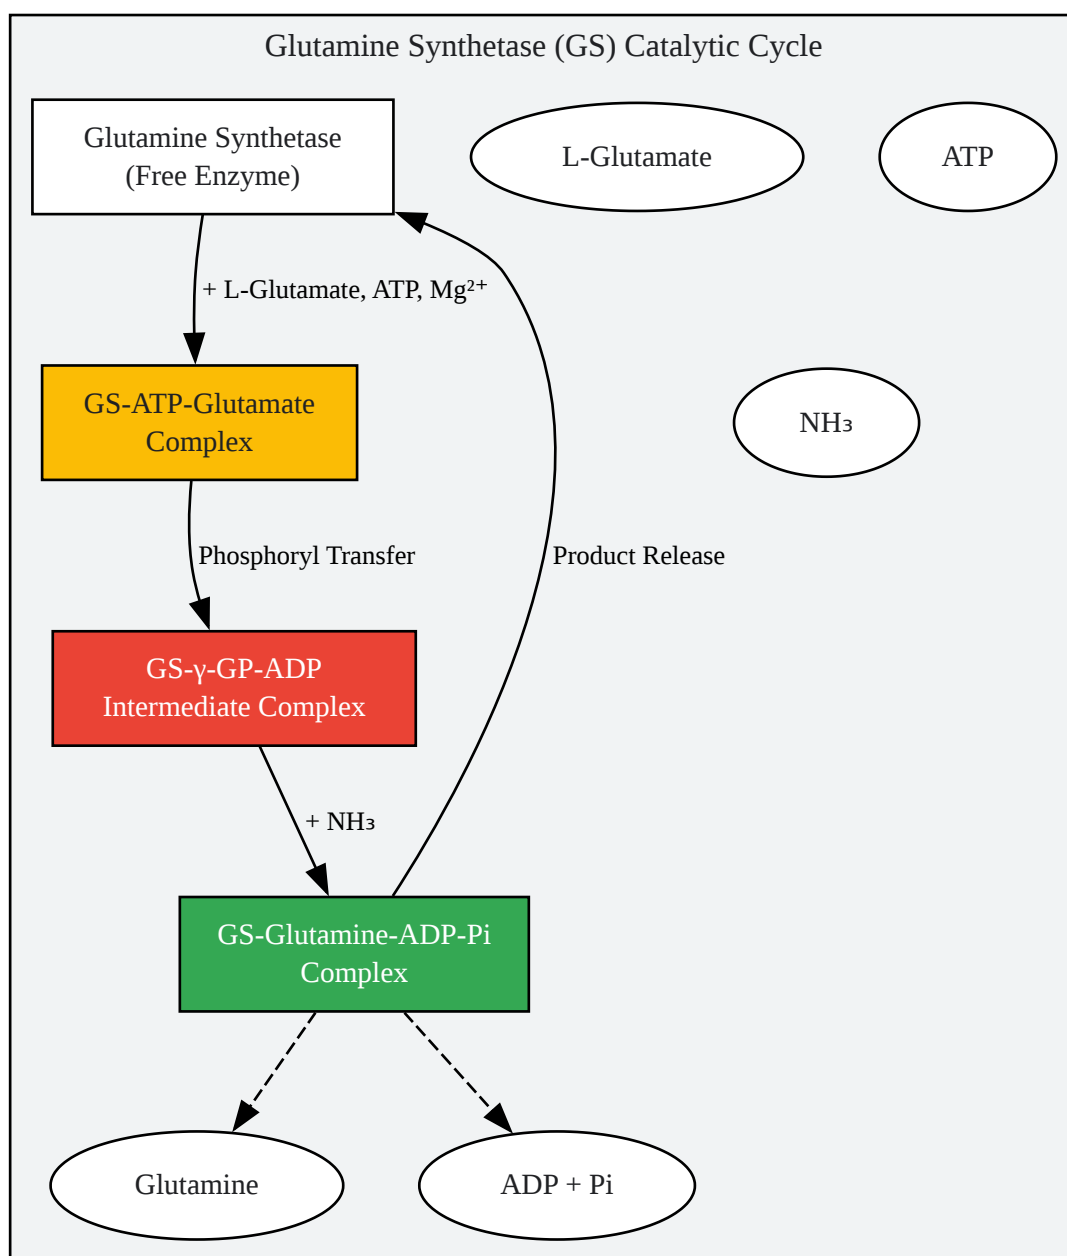 Glutamine Synthetase (GS) Catalytic Cycle
Glutamine Synthetase
(Free Enzyme)
L-Glutamate
ATP
+ L-Glutamate, ATP, Mg²⁺
GS-ATP-Glutamate
Complex
NH₃
Phosphoryl Transfer
Product Release
GS-γ-GP-ADP
Intermediate Complex
+ NH₃
GS-Glutamine-ADP-Pi
Complex
Glutamine
ADP + Pi